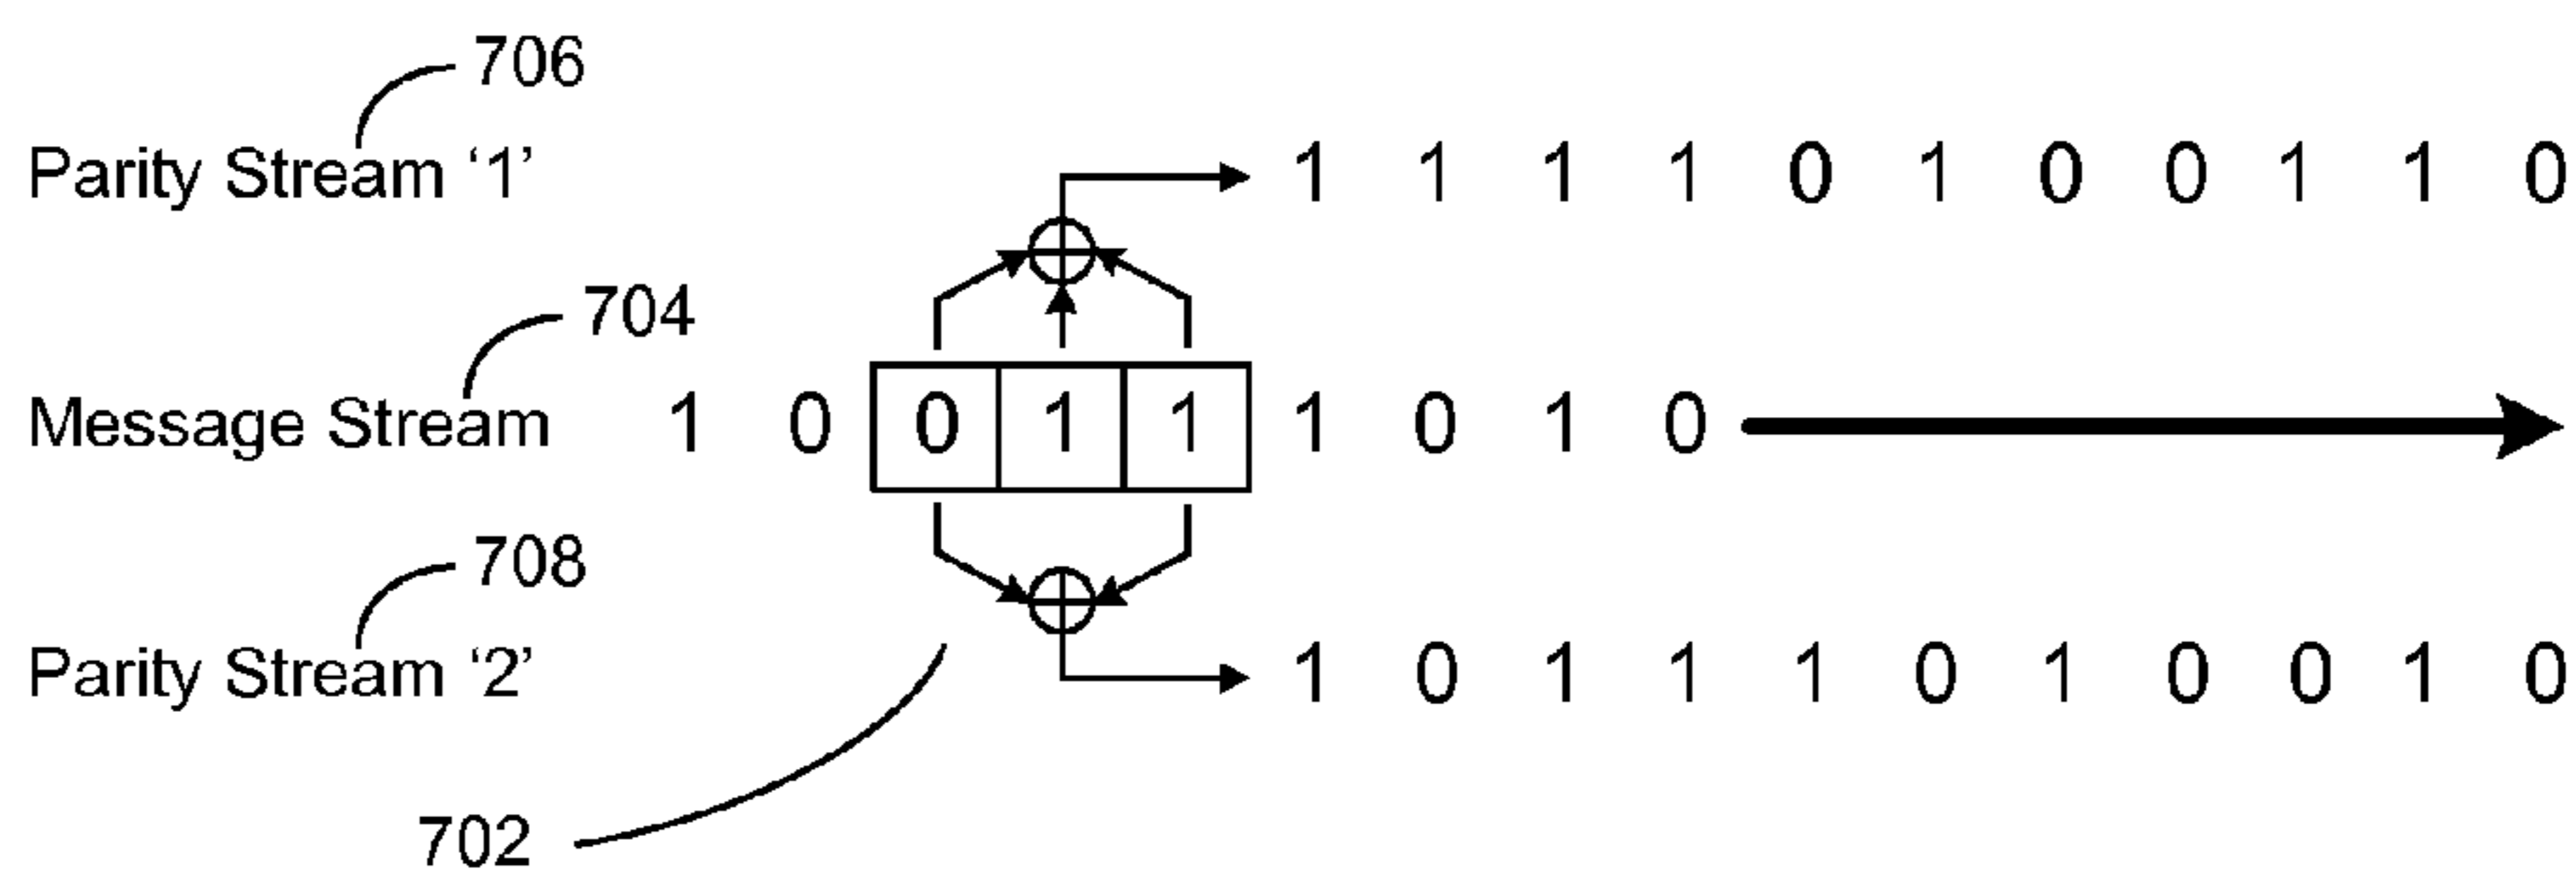 706
Parity Stream ‘1’ 1 1 1 1 0 1 0 0 1 1 0
704
Message Stream 1 0 0 1 1 1 0 1 0
708
Parity Stream ‘2’ 1 0 1 1 1 0 1 0 0 1 0
702